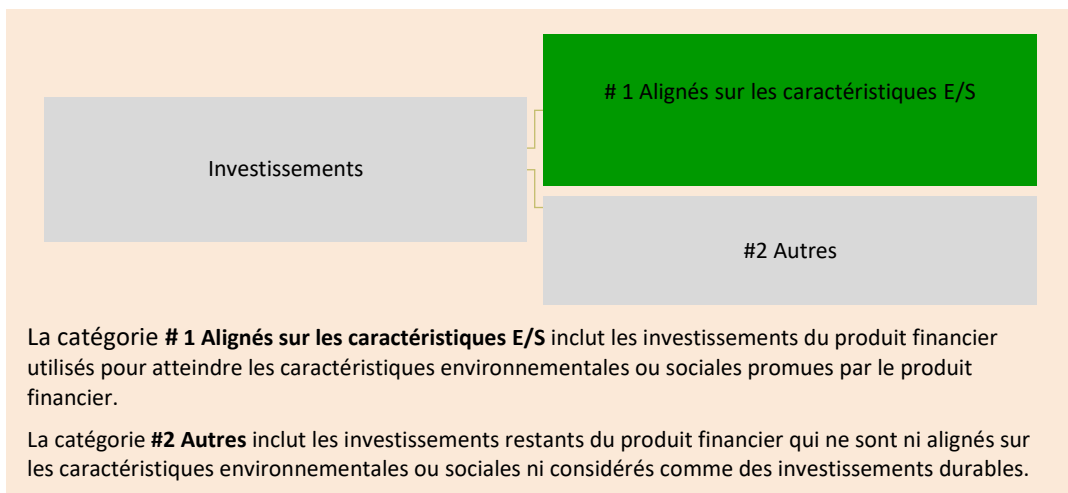 # 1 Alignés sur les caractéristiques E/S
Investissements
#2 Autres
La catégorie # 1 Alignés sur les caractéristiques E/S inclut les investissements du produit financier
utilisés pour atteindre les caractéristiques environnementales ou sociales promues par le produit
financier.
La catégorie #2 Autres inclut les investissements restants du produit financier qui ne sont ni alignés sur
les caractéristiques environnementales ou sociales ni considérés comme des investissements durables.